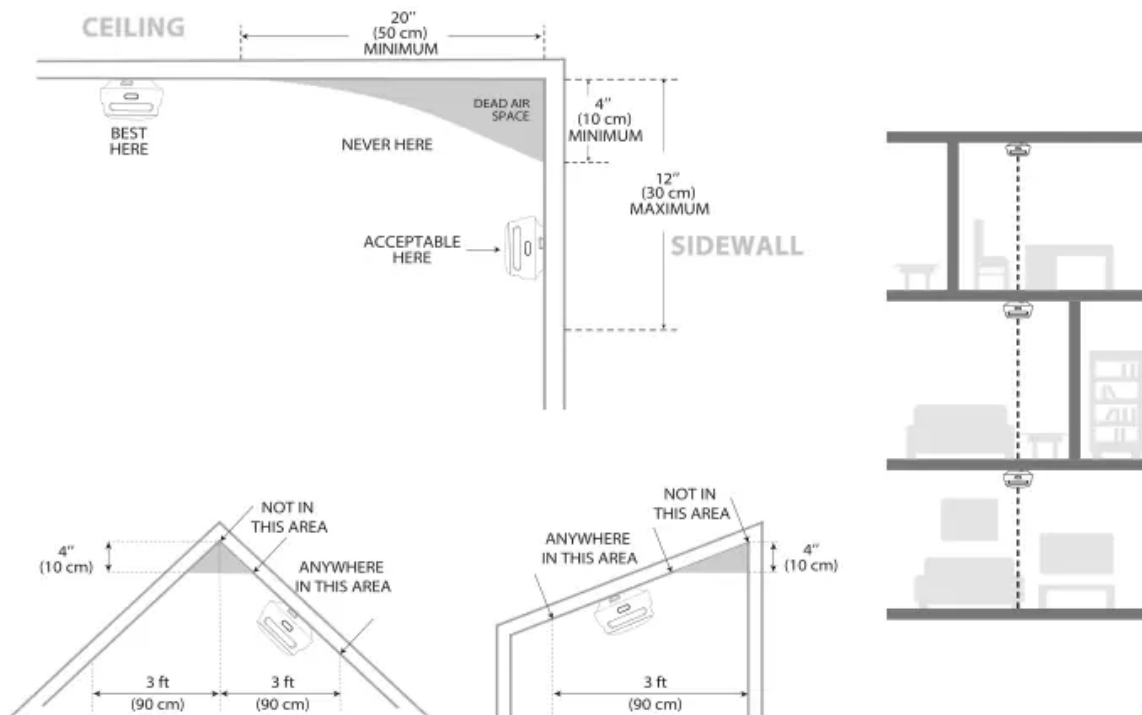 CEILING
20"
(50 cm)
MINIMUM
DEAD AIR
SPACE
4"
(10 cm)
MINIMUM
BEST
HERE
NEVER HERE
12"
(30 cm)
MAXIMUM
ACCEPTABLE
HERE
SIDEWALL
NOT IN
THIS AREA
4"
(10 cm)
ANYWHERE
IN THIS AREA
3 ft
(90 cm)
3 ft
(90 cm)
NOT IN
THIS AREA
ANYWHERE
IN THIS AREA
4"
(10 cm)
3 ft
(90 cm)